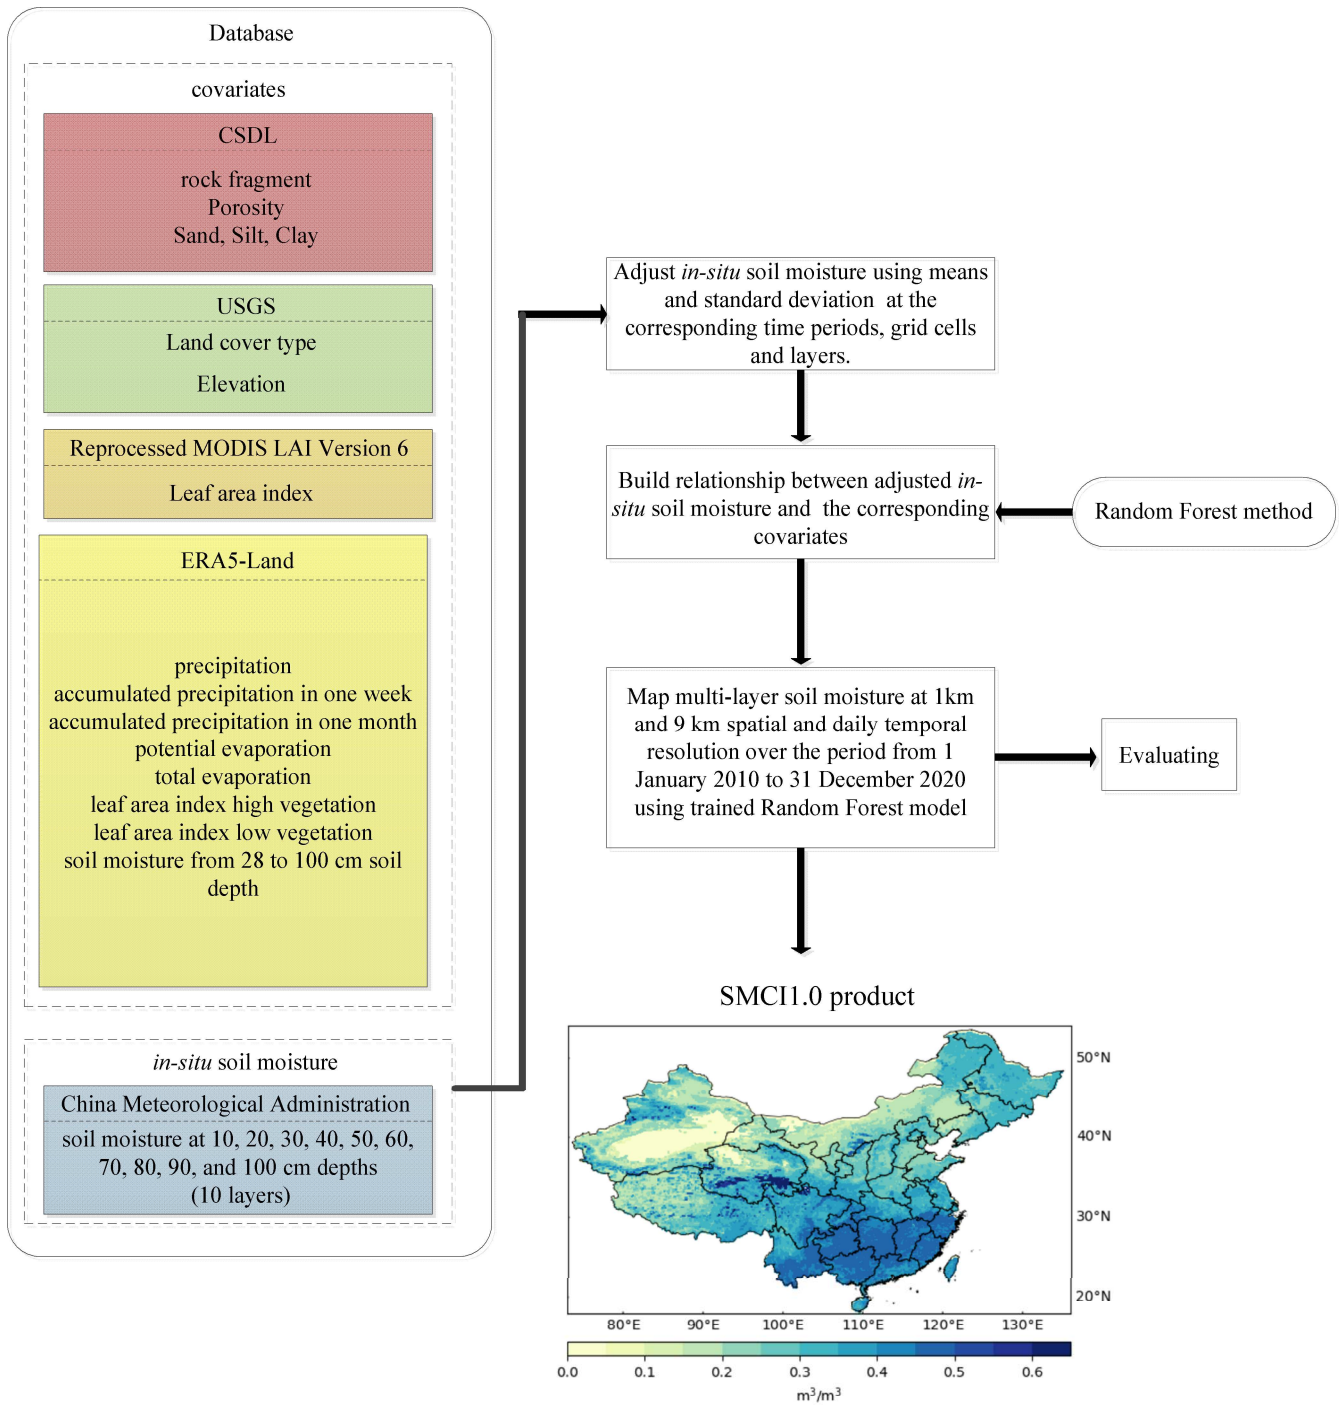 Database
covariates
CSDL
rock fragment
Porosity
Sand, Silt, Clay
USGS
Land cover type
Elevation
Reprocessed MODIS LAI Version 6
Leaf area index
ERA5-Land
precipitation
accumulated precipitation in one week
accumulated precipitation in one month
potential evaporation
total evaporation
leaf area index high vegetation
leaf area index low vegetation
soil moisture from 28 to 100 cm soil
depth
in-situ soil moisture
China Meteorological Administration
soil moisture at 10, 20, 30, 40, 50, 60,
70, 80, 90, and 100 cm depths
(10 layers)
Adjust in-situ soil moisture using means
and standard deviation at the
corresponding time periods, grid cells
and layers.
Build relationship between adjusted in-
situ soil moisture and the corresponding
covariates
Random Forest method
Map multi-layer soil moisture at 1km
and 9 km spatial and daily temporal
resolution over the period from 1
January 2010 to 31 December 2020
using trained Random Forest model
Evaluating
SMCI1.0 product
50°N
40°N
30°N
20°N
80°E 90°E 100°E 110°E 120°E 130°E
0.0 0.1 0.2 0.3 0.4 0.5 0.6
m³/m³